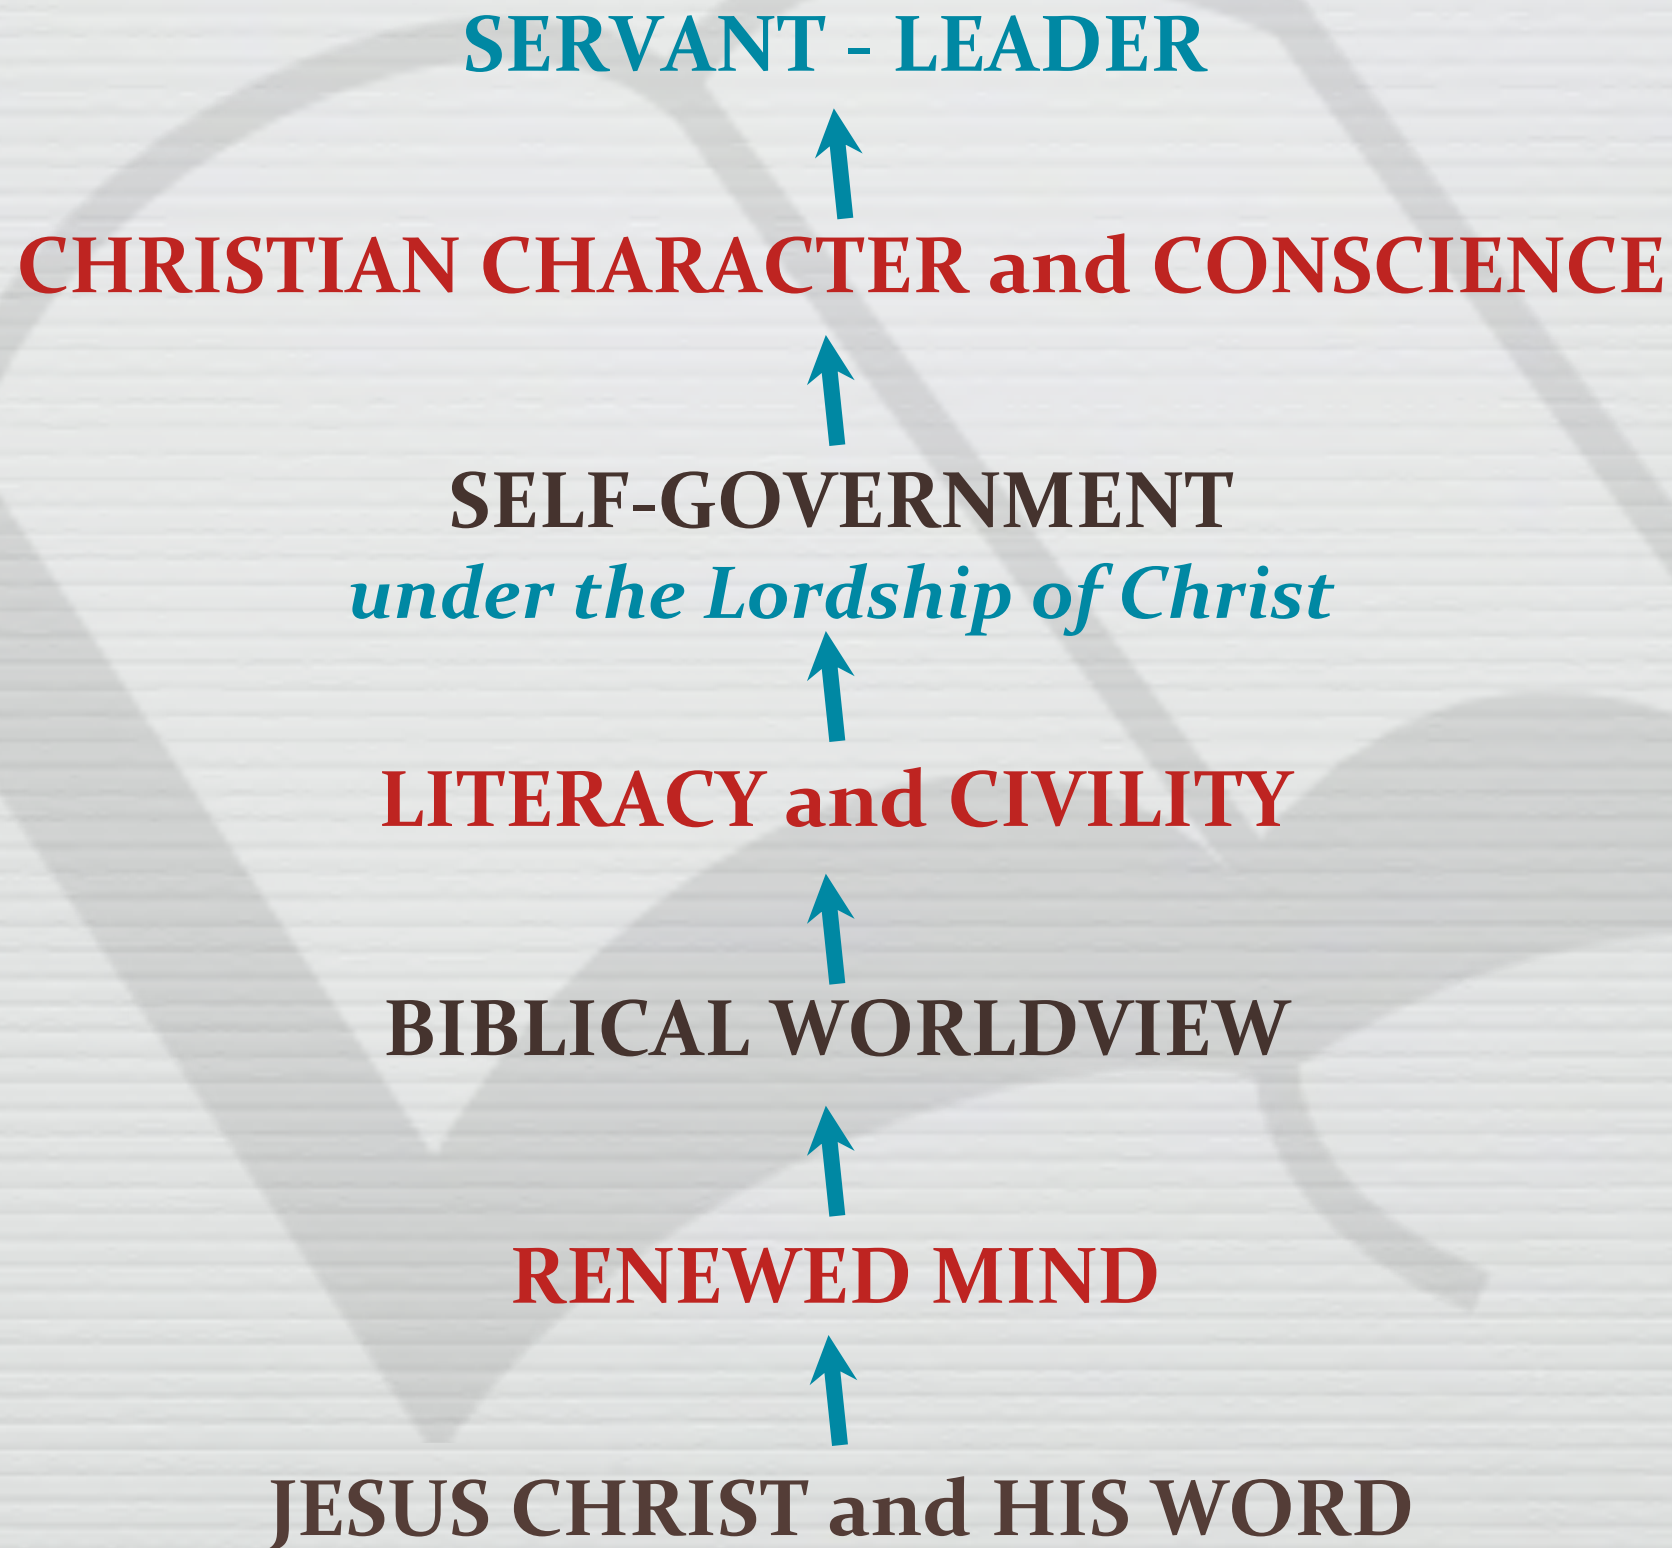 SERVANT - LEADER
CHRISTIAN CHARACTER and CONSCIENCE
SELF-GOVERNMENT
under the Lordship of Christ
LITERACY and CIVILITY
BIBLICAL WORLDVIEW
RENEWED MIND
JESUS CHRIST and HIS WORD